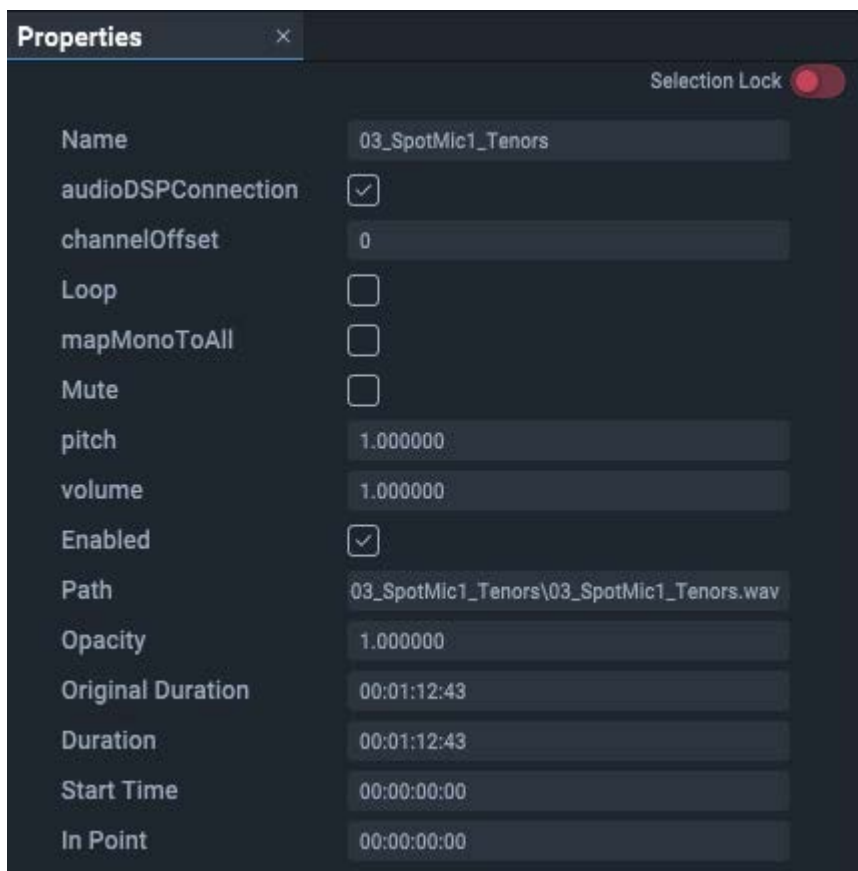 Properties ×
Selection Lock
Name 03_SpotMic1_Tenors
audioDSPConnection
channelOffset 0
Loop
mapMonoToAll
Mute
pitch 1.000000
volume 1.000000
Enabled
Path 03_SpotMic1_Tenors\03_SpotMic1_Tenors.wav
Opacity 1.000000
Original Duration 00:01:12:43
Duration 00:01:12:43
Start Time 00:00:00:00
In Point 00:00:00:00